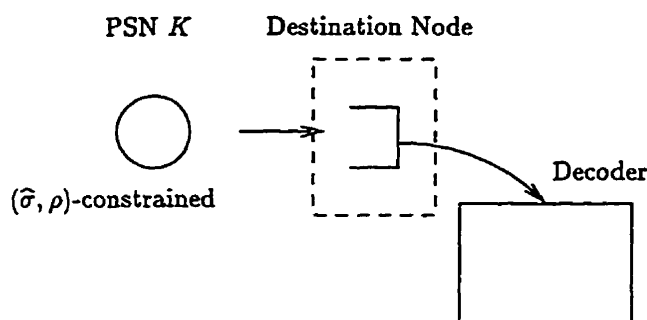 PSN K
Destination Node
(σ̂, ρ)-constrained
Decoder